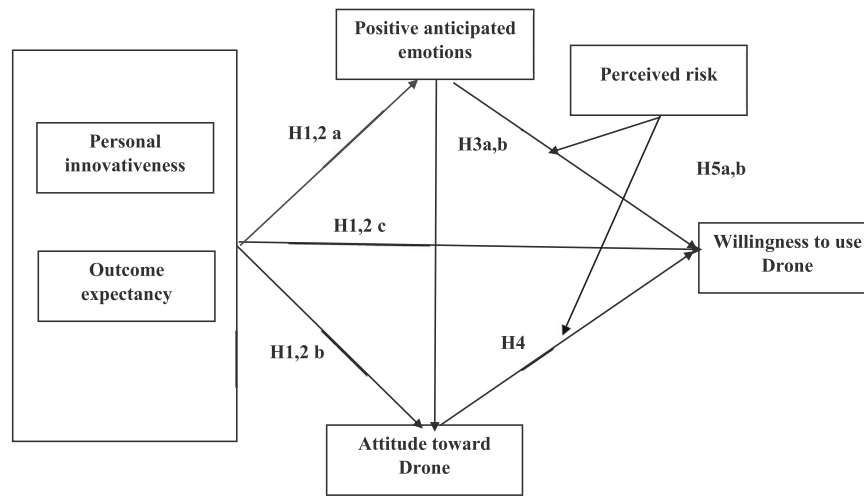 Positive anticipated
emotions
Perceived risk
Personal
innovativeness
H1,2 a
H3a,b
H5a,b
H1,2 c
Willingness to use
Drone
Outcome
expectancy
H1,2 b
H4
Attitude toward
Drone